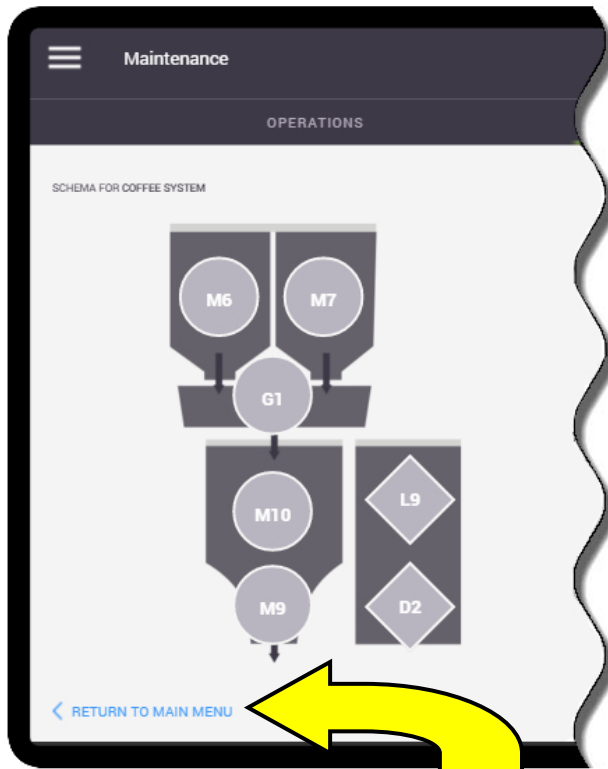 Maintenance
OPERATIONS
SCHEMA FOR COFFEE SYSTEM
M6 M7
G1
M10 L9
M9 D2
RETURN TO MAIN MENU